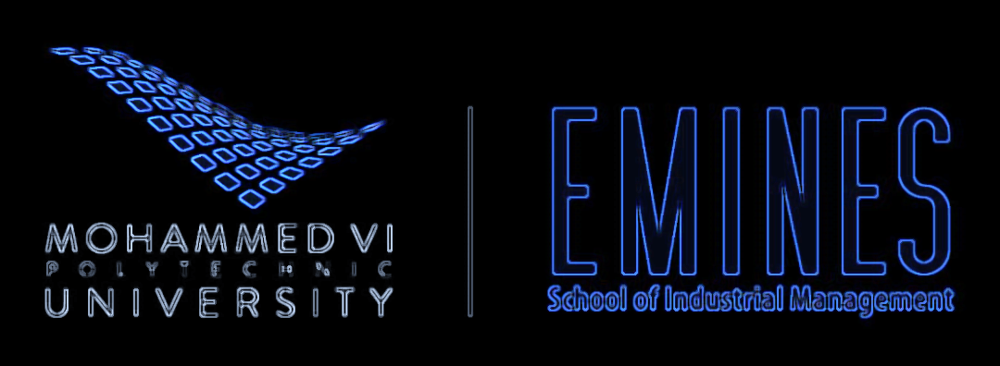 MOHAMMED VI
POLYTECHNIC
UNIVERSITY
EMINES
School of Industrial Management